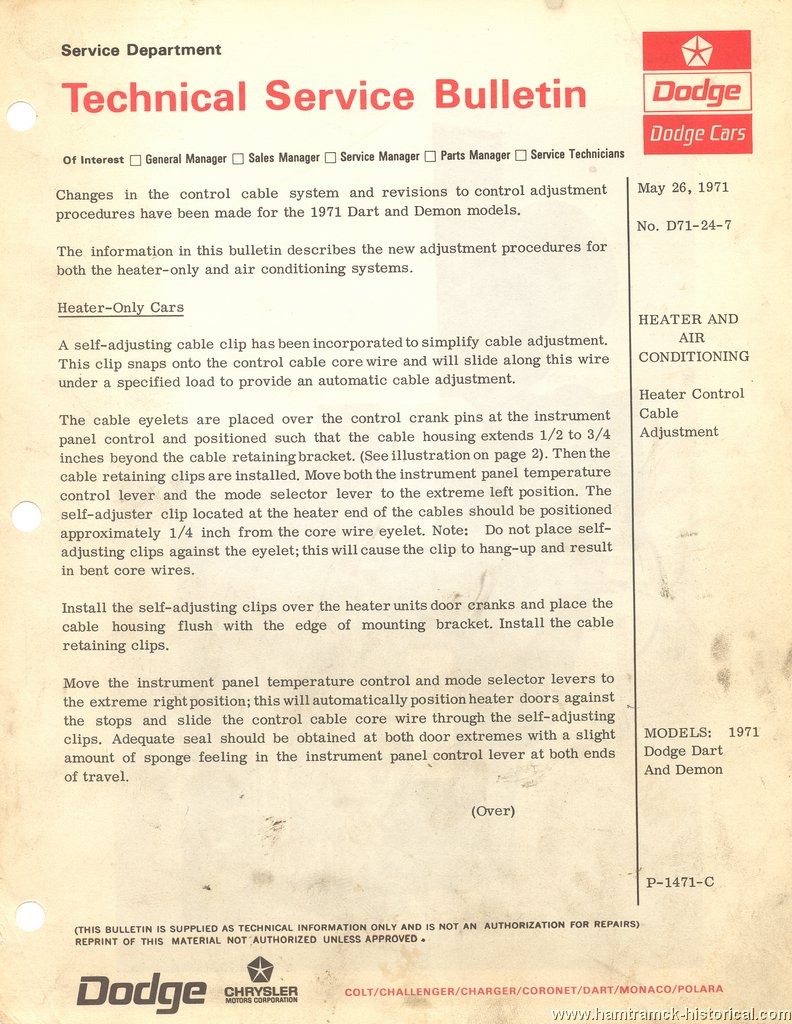 Service Department
Technical Service Bulletin
Dodge
Dodge Cars
Of Interest □ General Manager □ Sales Manager □ Service Manager □ Parts Manager □ Service Technicians
Changes in the control cable system and revisions to control adjustment
procedures have been made for the 1971 Dart and Demon models.
The information in this bulletin describes the new adjustment procedures for
both the heater-only and air conditioning systems.
Heater-Only Cars
A self-adjusting cable clip has been incorporated to simplify cable adjustment.
This clip snaps onto the control cable core wire and will slide along this wire
under a specified load to provide an automatic cable adjustment.
The cable eyelets are placed over the control crank pins at the instrument
panel control and positioned such that the cable housing extends 1/2 to 3/4
inches beyond the cable retaining bracket. (See illustration on page 2). Then the
cable retaining clips are installed. Move both the instrument panel temperature
control lever and the mode selector lever to the extreme left position. The
self-adjuster clip located at the heater end of the cables should be positioned
approximately 1/4 inch from the core wire eyelet. Note: Do not place self-
adjusting clips against the eyelet; this will cause the clip to hang-up and result
in bent core wires.
Install the self-adjusting clips over the heater units door cranks and place the
cable housing flush with the edge of mounting bracket. Install the cable
retaining clips.
Move the instrument panel temperature control and mode selector levers to
the extreme right position; this will automatically position heater doors against
the stops and slide the control cable core wire through the self-adjusting
clips. Adequate seal should be obtained at both door extremes with a slight
amount of sponge feeling in the instrument panel control lever at both ends
of travel.
(Over)
May 26, 1971
No. D71-24-7
HEATER AND
AIR
CONDITIONING
Heater Control
Cable
Adjustment
MODELS: 1971
Dodge Dart
And Demon
P-1471-C
(THIS BULLETIN IS SUPPLIED AS TECHNICAL INFORMATION ONLY AND IS NOT AN AUTHORIZATION FOR REPAIRS)
REPRINT OF THIS MATERIAL NOT AUTHORIZED UNLESS APPROVED.
Dodge
CHRYSLER
MOTORS CORPORATION
COLT/CHALLENGER/CHARGER/CORONET/DART/MONACO/POLARA
www.hamtramck-historical.com